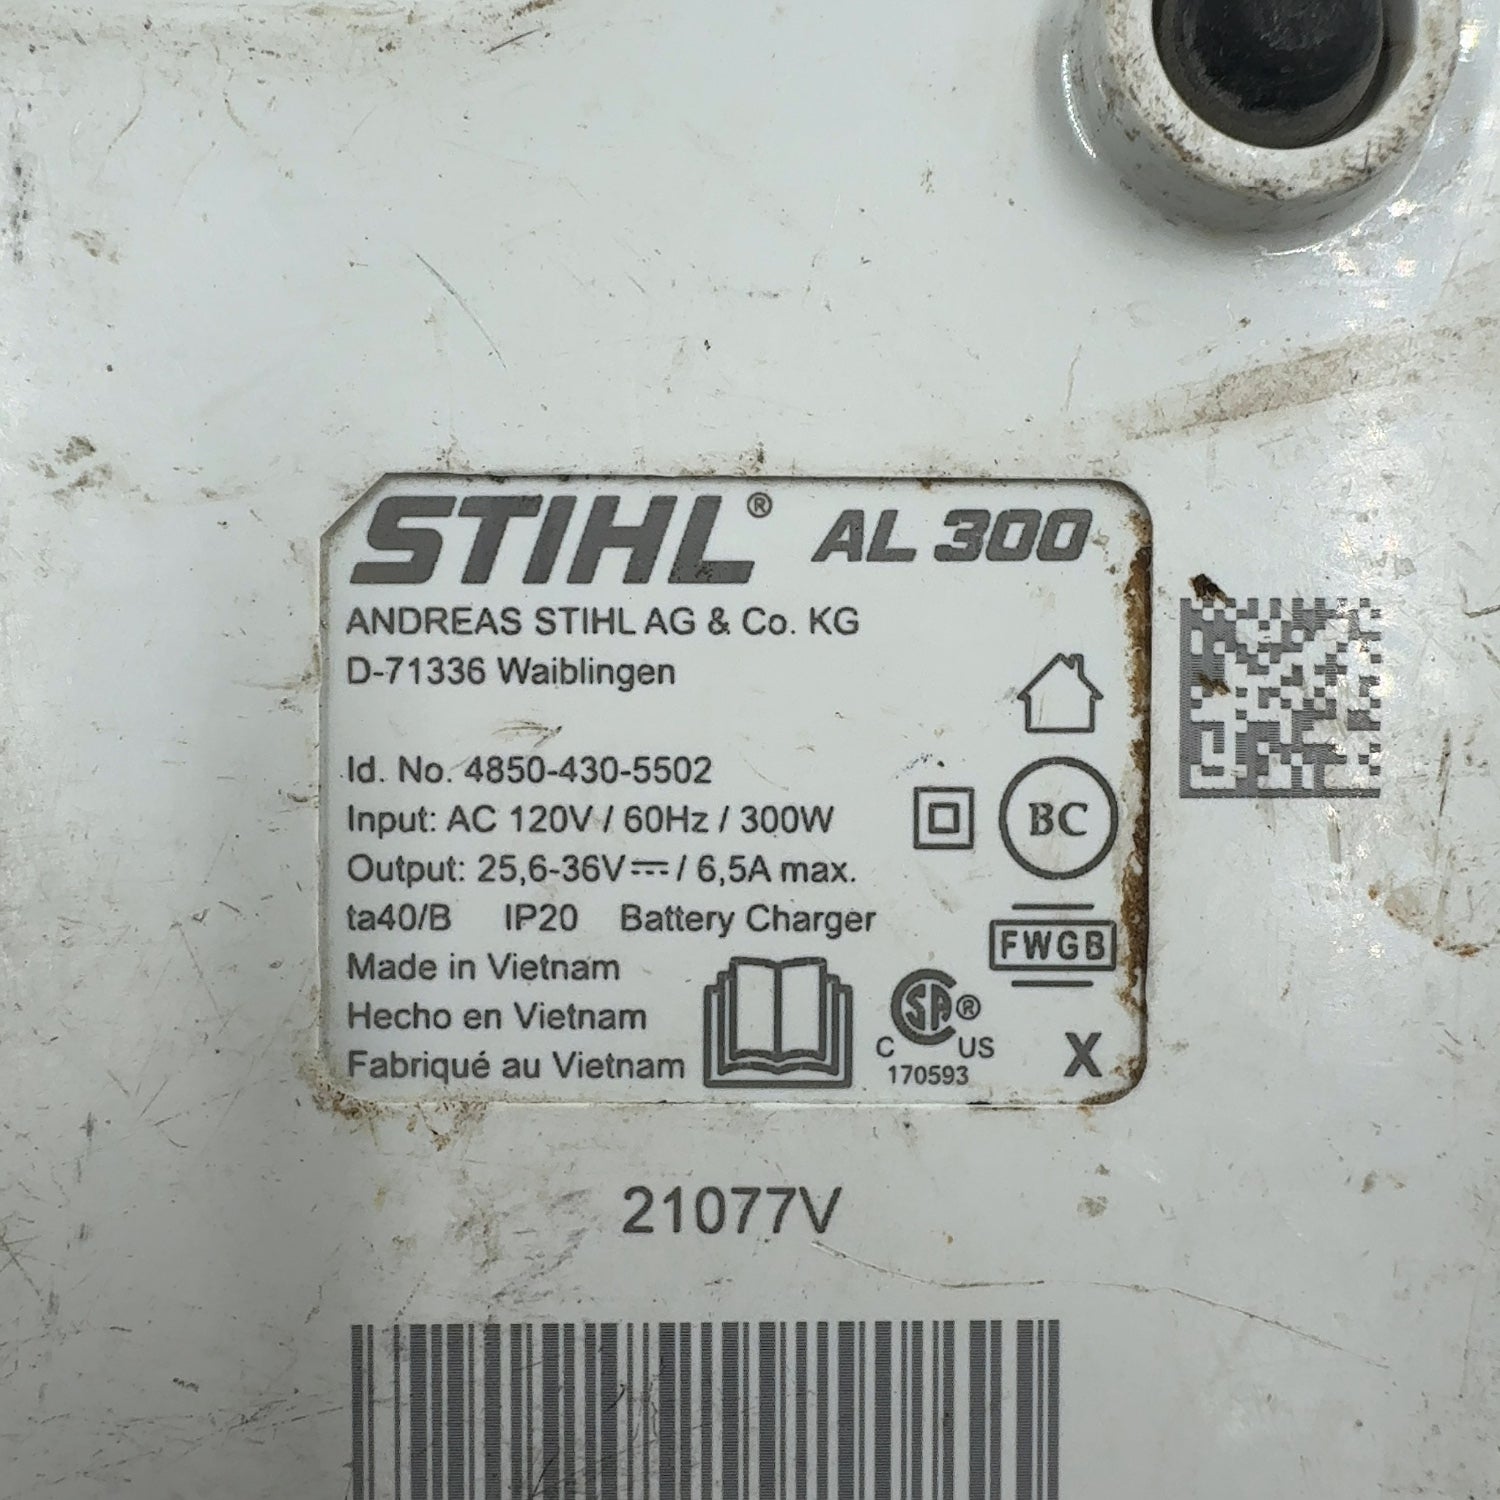 STIHL® AL 300
ANDREAS STIHL AG & Co. KG
D-71336 Waiblingen
Id. No. 4850-430-5502
Input: AC 120V / 60Hz / 300W
BC
Output: 25,6-36V⎓ / 6,5A max.
ta40/B IP20 Battery Charger
FWGB
Made in Vietnam
Hecho en Vietnam
Fabriqué au Vietnam
SA®
C US
170593
X
21077V